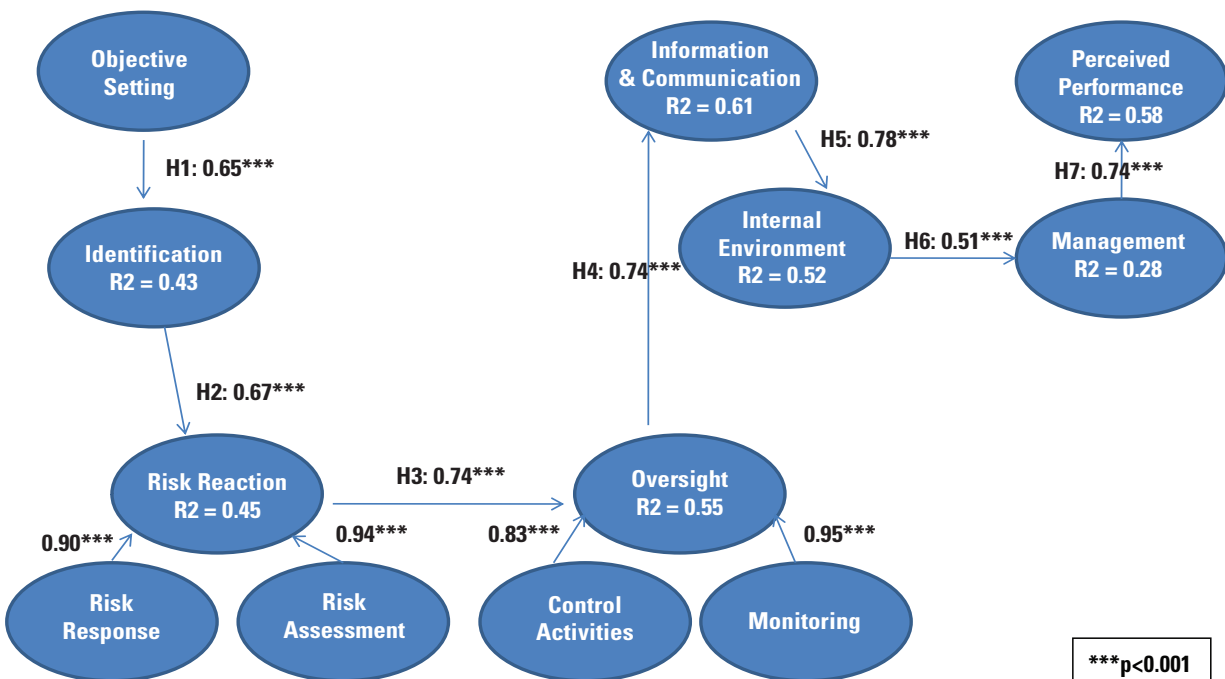 Objective
Setting
H1: 0.65***
Identification
R2 = 0.43
H2: 0.67***
Risk Reaction
R2 = 0.45
0.90***
0.94***
Risk
Response
Risk
Assessment
H3: 0.74***
Oversight
R2 = 0.55
0.83***
0.95***
Control
Activities
Monitoring
H4: 0.74***
Information
& Communication
R2 = 0.61
H5: 0.78***
Internal
Environment
R2 = 0.52
H6: 0.51***
Management
R2 = 0.28
H7: 0.74***
Perceived
Performance
R2 = 0.58
***p<0.001